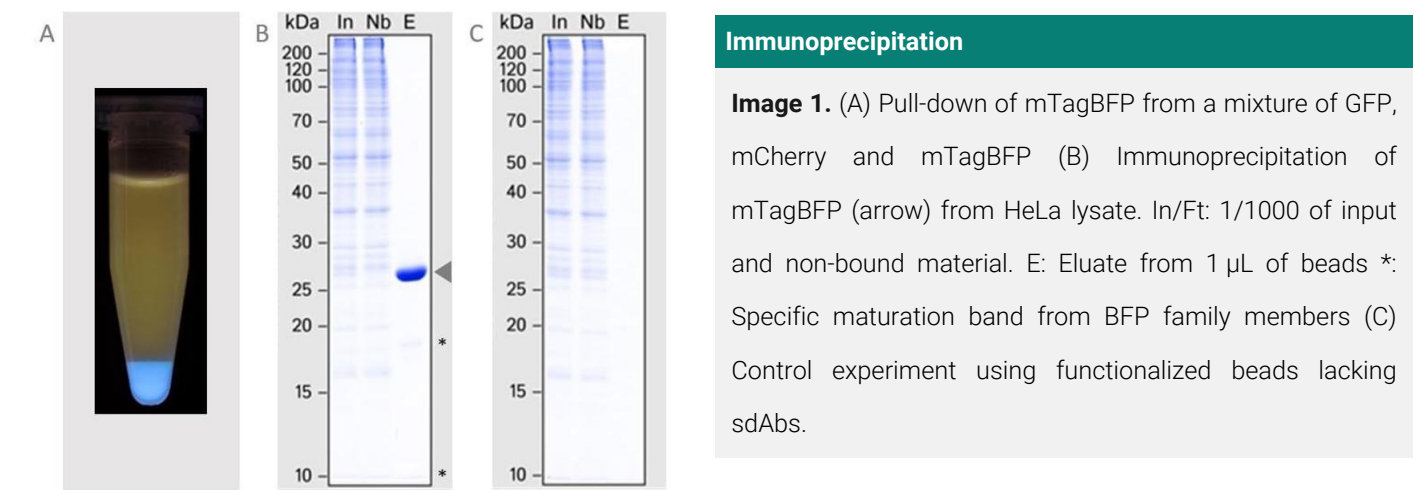 A
B
kDa In Nb E
200
120
100
70
50
40
30
25
20
15
10
*
*
C
kDa In Nb E
200
120
100
70
50
40
30
25
20
15
10
Immunoprecipitation
Image 1. (A) Pull-down of mTagBFP from a mixture of GFP,
mCherry and mTagBFP (B) Immunoprecipitation of
mTagBFP (arrow) from HeLa lysate. In/Ft: 1/1000 of input
and non-bound material. E: Eluate from 1 µL of beads *:
Specific maturation band from BFP family members (C)
Control experiment using functionalized beads lacking
sdAbs.